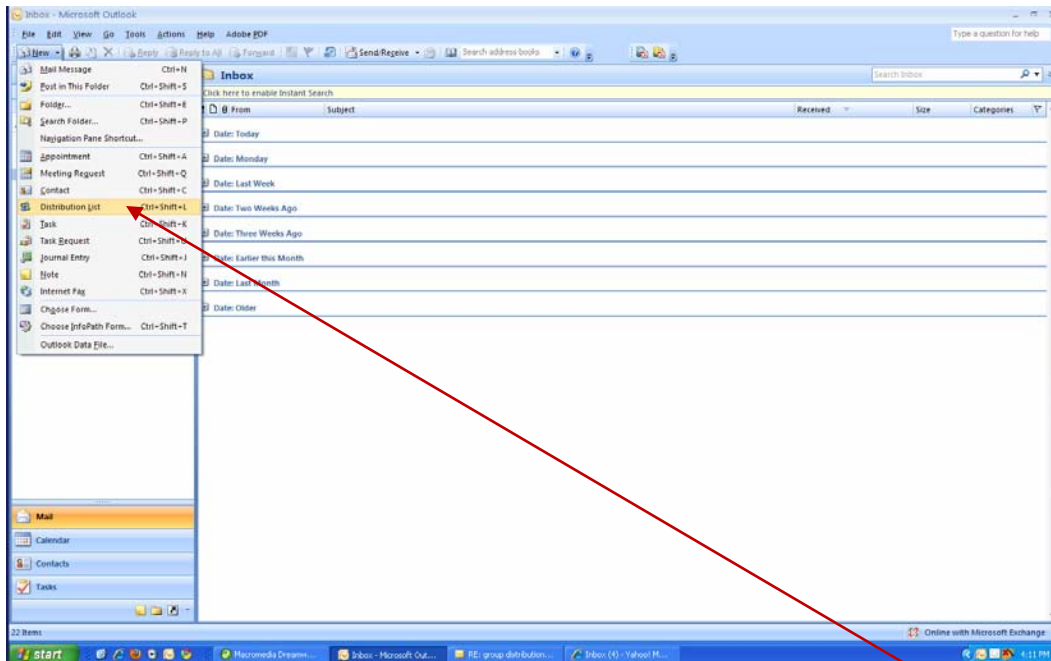 Inbox - Microsoft Outlook
File Edit View Go Tools Actions Help Adobe PDF
Type a question for help
New Reply Reply to All Forward Send/Receive Search address books
Mail Message Ctrl+N
Post in This Folder Ctrl+Shift+S
Folder... Ctrl+Shift+E
Search Folder... Ctrl+Shift+P
Navigation Pane Shortcut...
Appointment Ctrl+Shift+A
Meeting Request Ctrl+Shift+Q
Contact Ctrl+Shift+C
Distribution List Ctrl+Shift+L
Task Ctrl+Shift+K
Task Request Ctrl+Shift+U
Journal Entry Ctrl+Shift+J
Note Ctrl+Shift+N
Internet Fax Ctrl+Shift+X
Choose Form...
Choose InfoPath Form... Ctrl+Shift+T
Outlook Data File...
Inbox
Search Inbox
Click here to enable Instant Search
From Subject Received Size Categories
Date: Today
Date: Monday
Date: Last Week
Date: Two Weeks Ago
Date: Three Weeks Ago
Date: Earlier this Month
Date: Last Month
Date: Older
Mail
Calendar
Contacts
Tasks
22 Items
Online with Microsoft Exchange
start
Macromedia Dreamw...
Inbox - Microsoft Out...
RE: group distribution...
Inbox (4) - Yahoo! M...
4:11 PM